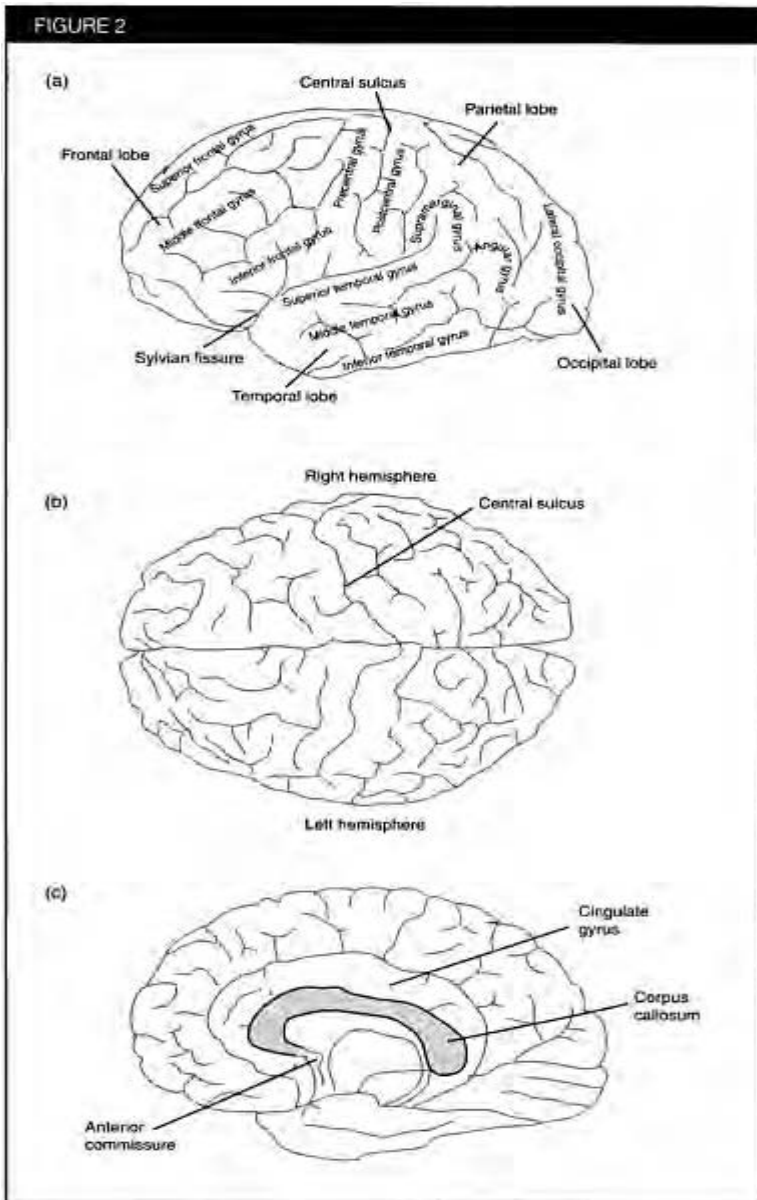 FIGURE 2
(a)
Central sulcus
Parietal lobe
Frontal lobe
Superior frontal gyrus
Middle frontal gyrus
Inferior frontal gyrus
Precentral gyrus
Postcentral gyrus
Supramarginal gyrus
Angular gyrus
Lateral occipital gyrus
Superior temporal gyrus
Middle temporal gyrus
Inferior temporal gyrus
Sylvian fissure
Temporal lobe
Occipital lobe
Right hemisphere
(b)
Central sulcus
Left hemisphere
(c)
Cingulate
gyrus
Corpus
callosum
Anterior
commissure